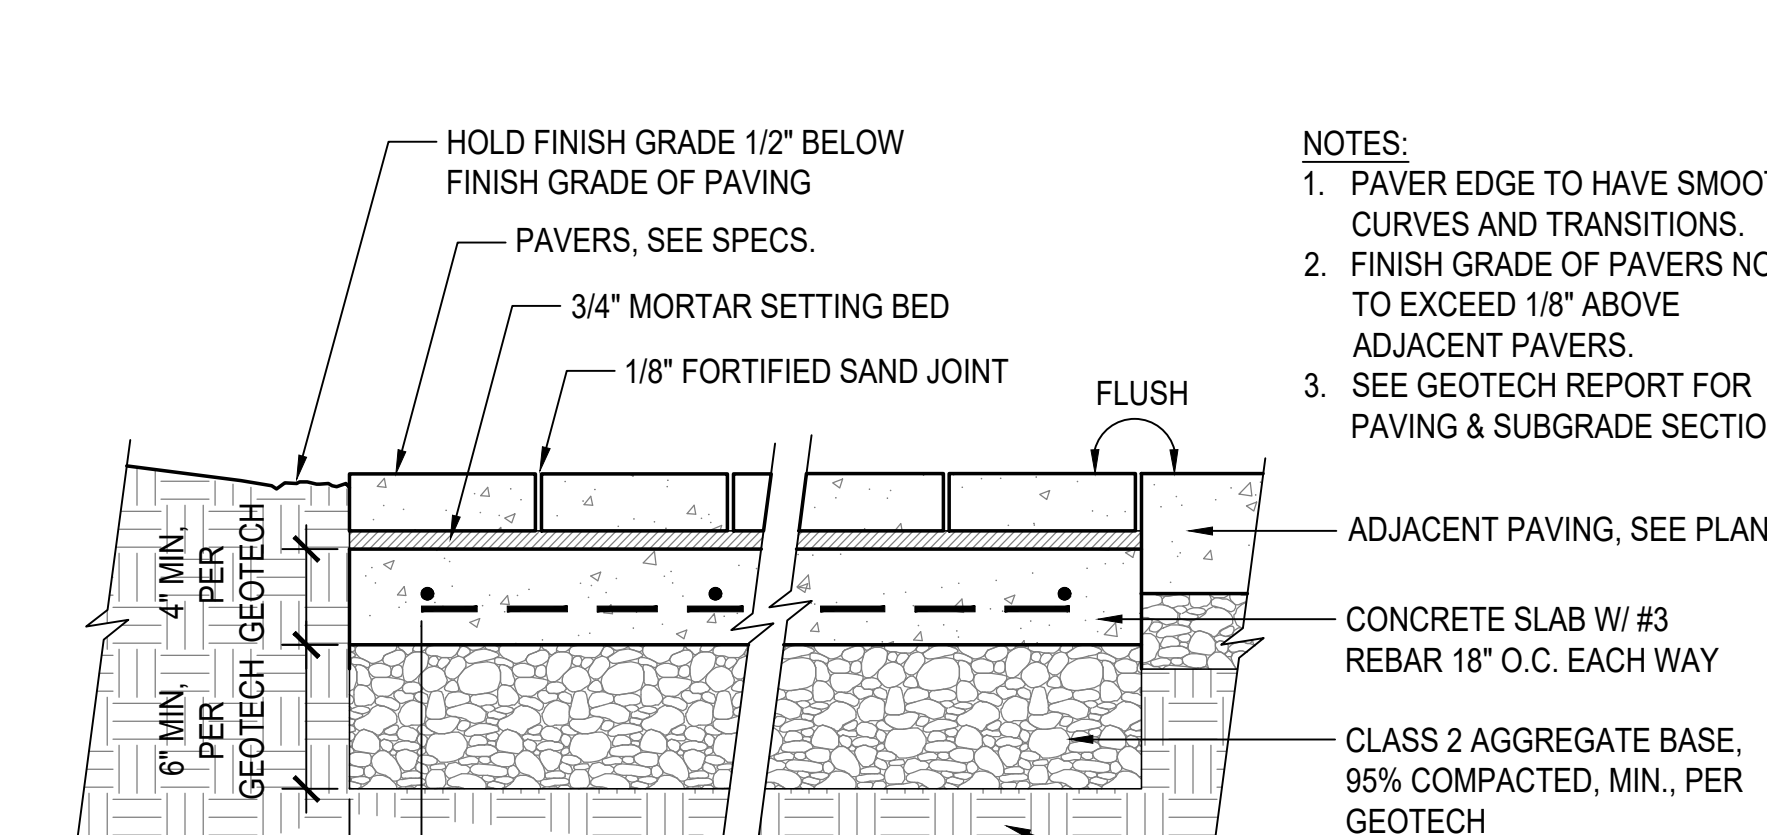 HOLD FINISH GRADE 1/2" BELOW
FINISH GRADE OF PAVING
PAVERS, SEE SPECS.
3/4" MORTAR SETTING BED
1/8" FORTIFIED SAND JOINT
FLUSH
NOTES:
1. PAVER EDGE TO HAVE
CURVES AND TRANSITIONS.
2. FINISH GRADE OF PAVERS
TO EXCEED 1/8" ABOVE
ADJACENT PAVERS.
3. SEE GEOTECH REPORT FOR
PAVING & SUBGRADE
ADJACENT PAVING, SEE PLAN
CONCRETE SLAB W/ #3
REBAR 18" O.C. EACH WAY
CLASS 2 AGGREGATE BASE,
95% COMPACTED, MIN., PER
GEOTECH
4" MIN,
PER
GEOTECH
6" MIN,
PER
GEOTECH